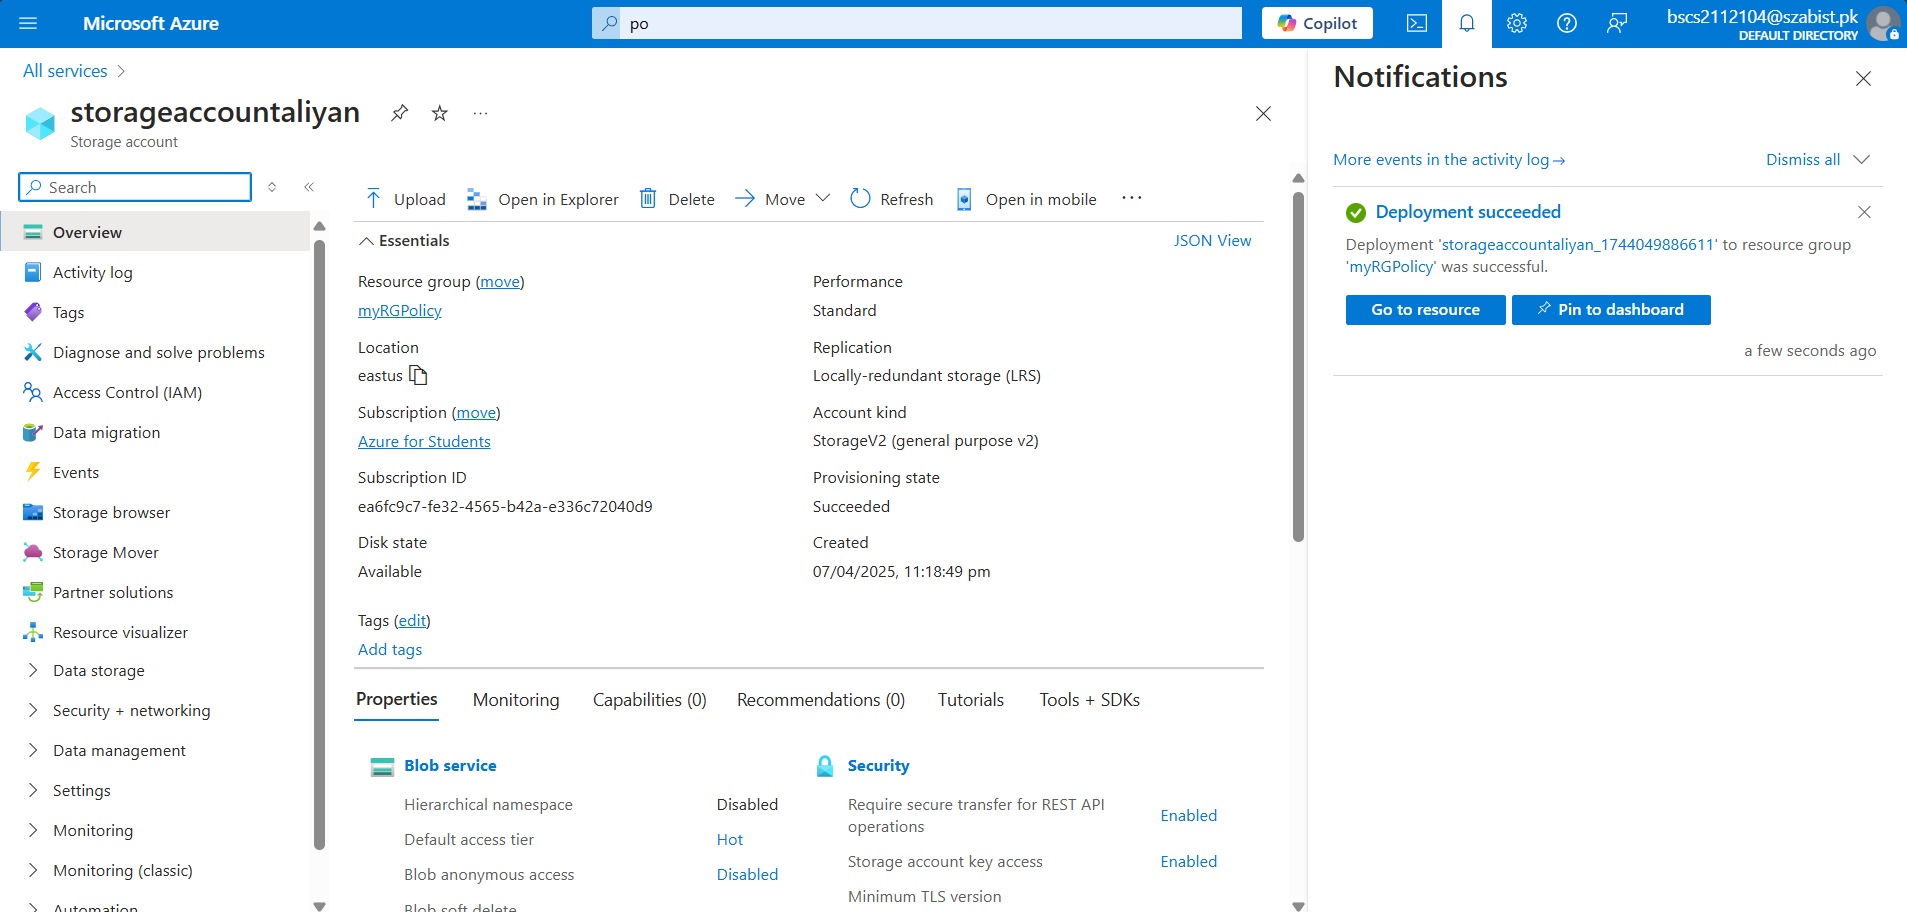 Microsoft Azure
po
Copilot
bscs2112104@szabist.pk
DEFAULT DIRECTORY
All services
storageaccountaliyan
Storage account
Search
Overview
Activity log
Tags
Diagnose and solve problems
Access Control (IAM)
Data migration
Events
Storage browser
Storage Mover
Partner solutions
Resource visualizer
Data storage
Security + networking
Data management
Settings
Monitoring
Monitoring (classic)
Automation
Upload
Open in Explorer
Delete
Move
Refresh
Open in mobile
Essentials
JSON View
Resource group (move)
myRGPolicy
Location
eastus
Subscription (move)
Azure for Students
Subscription ID
ea6fc9c7-fe32-4565-b42a-e336c72040d9
Disk state
Available
Performance
Standard
Replication
Locally-redundant storage (LRS)
Account kind
StorageV2 (general purpose v2)
Provisioning state
Succeeded
Created
07/04/2025, 11:18:49 pm
Tags (edit)
Add tags
Properties
Monitoring
Capabilities (0)
Recommendations (0)
Tutorials
Tools + SDKs
Blob service
Hierarchical namespace
Disabled
Default access tier
Hot
Blob anonymous access
Disabled
Blob soft delete
Security
Require secure transfer for REST API
operations
Enabled
Storage account key access
Enabled
Minimum TLS version
Notifications
More events in the activity log→
Dismiss all
Deployment succeeded
Deployment 'storageaccountaliyan_1744049886611' to resource group
'myRGPolicy' was successful.
Go to resource
Pin to dashboard
a few seconds ago